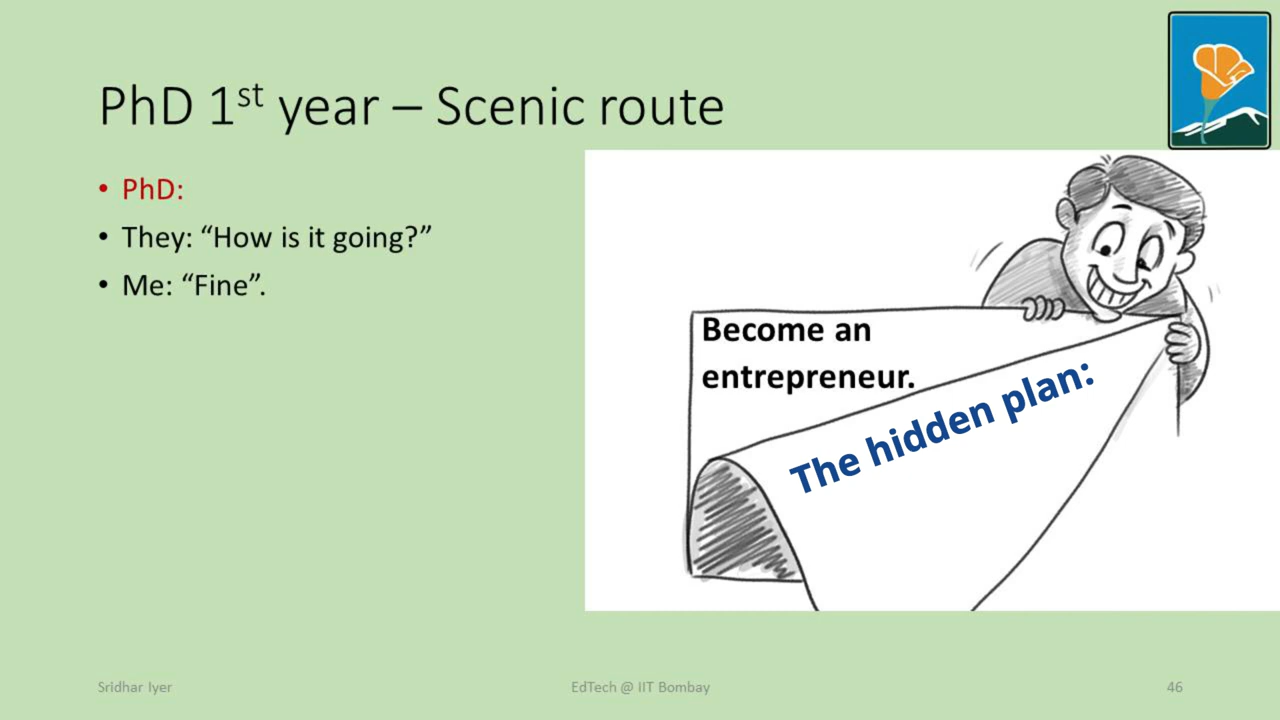 PhD 1st year – Scenic route
• PhD:
• They: “How is it going?”
• Me: “Fine”.
Become an
entrepreneur.
The hidden plan:
Sridhar Iyer
EdTech @ IIT Bombay
46